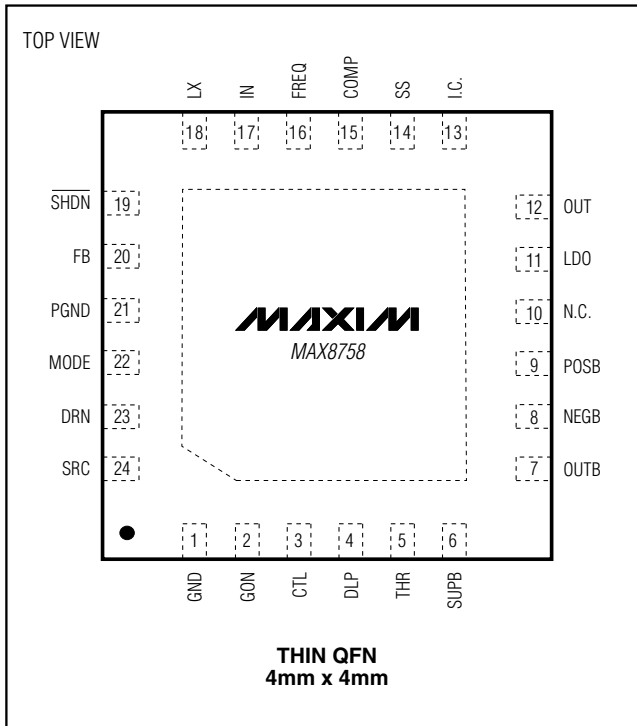 TOP VIEW
LX IN FREQ COMP SS I.C.
18 17 16 15 14 13
SHDN 19 12 OUT
FB 20 11 LDO
PGND 21 10 N.C.
MAXIM
MAX8758
MODE 22 9 POSB
DRN 23 8 NEGB
SRC 24 7 OUTB
1 2 3 4 5 6
GND GON CTL DLP THR SUPB
THIN QFN
4mm x 4mm